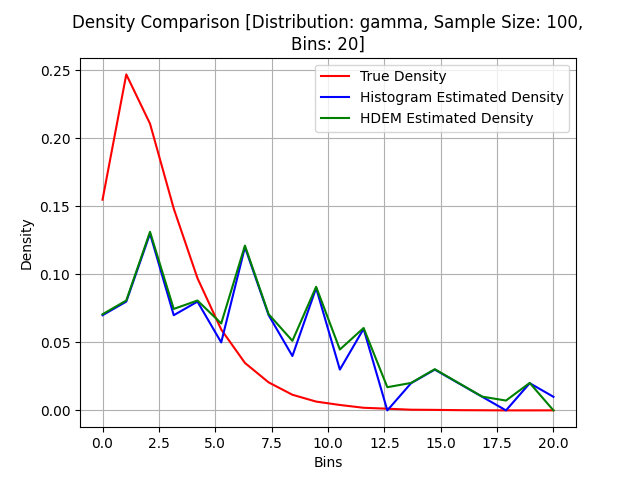 Density Comparison [Distribution: gamma, Sample Size: 100,
Bins: 20]
True Density
Histogram Estimated Density
HDEM Estimated Density
Density
0.25
0.20
0.15
0.10
0.05
0.00
0.0 2.5 5.0 7.5 10.0 12.5 15.0 17.5 20.0
Bins